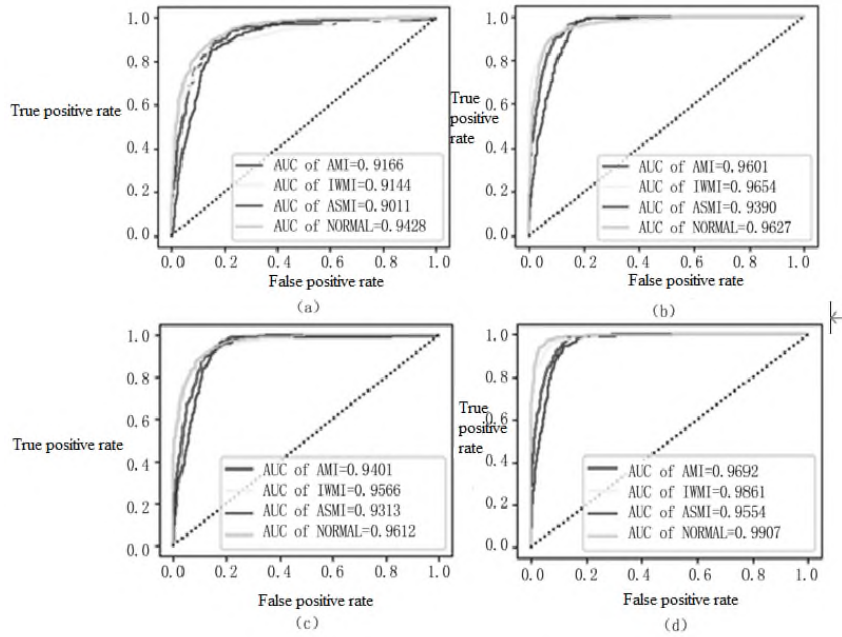 1.0
0.8
True positive rate
0.6
0.4
0.2
0.0
AUC of AMI=0.9166
AUC of IWMI=0.9144
AUC of ASMI=0.9011
AUC of NORMAL=0.9428
0.0 0.2 0.4 0.6 0.8 1.0
False positive rate
(a)
1.0
0.8
True
positive
rate
0.6
0.4
0.2
0.0
AUC of AMI=0.9601
AUC of IWMI=0.9654
AUC of ASMI=0.9390
AUC of NORMAL=0.9627
0.0 0.2 0.4 0.6 0.8 1.0
False positive rate
(b)
1.0
0.8
0.6
True positive rate
0.4
0.2
0.0
AUC of AMI=0.9401
AUC of IWMI=0.9566
AUC of ASMI=0.9313
AUC of NORMAL=0.9612
0.0 0.2 0.4 0.6 0.8 1.0
False positive rate
(c)
1.0
0.8
True
0.6
positive
rate
0.4
0.2
0.0
AUC of AMI=0.9692
AUC of IWMI=0.9861
AUC of ASMI=0.9554
AUC of NORMAL=0.9907
0.0 0.2 0.4 0.6 0.8 1.0
False positive rate
(d)